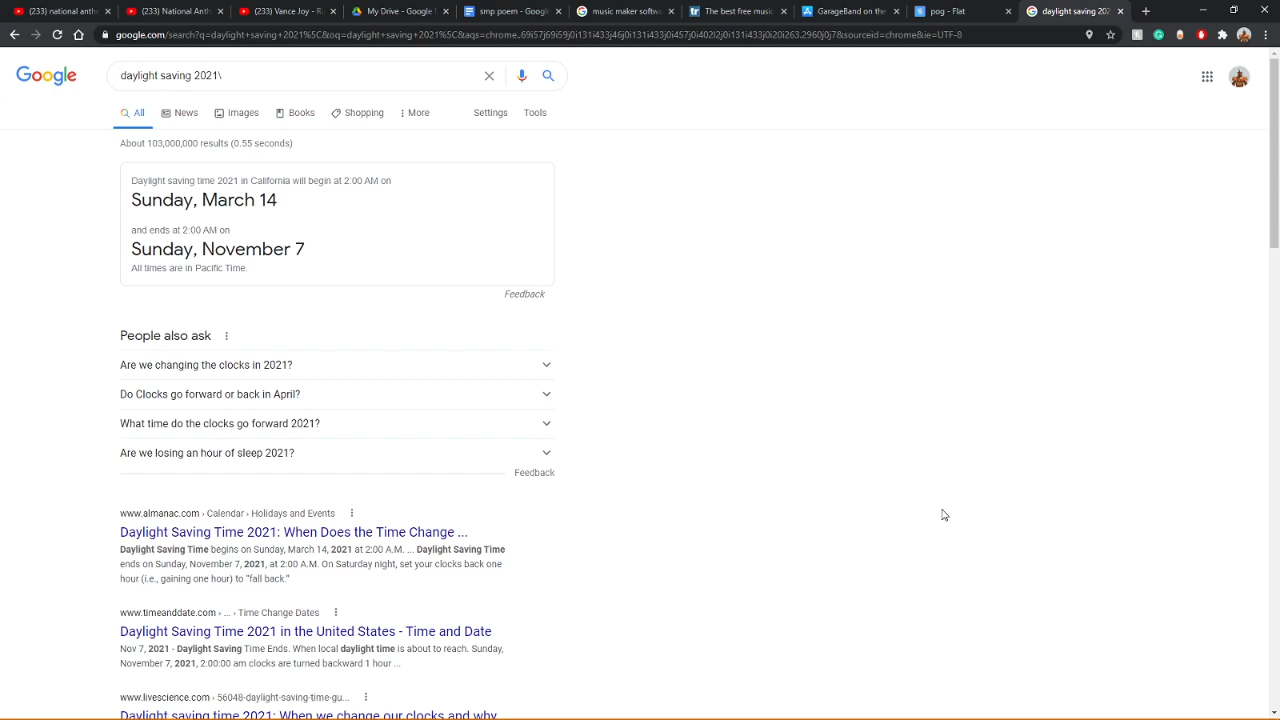 (233) national anth
(233) National Anth
(233) Vance Joy - Ri
My Drive - Google D
smp poem - Google
music maker softw
The best free music
GarageBand on the
pog - Flat
daylight saving 202
google.com/search?q=daylight+saving+2021%5C&oq=daylight+saving+2021%5C&aqs=chrome..69i57j69i59j0i131i433j46j0i131i433j0i457j0i402l2j0i131i433j0i20i263.2960j0j7&sourceid=chrome&ie=UTF-8
Google
daylight saving 2021\
All News Images Books Shopping More Settings Tools
About 103,000,000 results (0.55 seconds)
Daylight saving time 2021 in California will begin at 2:00 AM on
Sunday, March 14
and ends at 2:00 AM on
Sunday, November 7
All times are in Pacific Time.
Feedback
People also ask
Are we changing the clocks in 2021?
Do Clocks go forward or back in April?
What time do the clocks go forward 2021?
Are we losing an hour of sleep 2021?
Feedback
www.almanac.com › Calendar › Holidays and Events
Daylight Saving Time 2021: When Does the Time Change ...
Daylight Saving Time begins on Sunday, March 14, 2021 at 2:00 A.M. ... Daylight Saving Time
ends on Sunday, November 7, 2021, at 2:00 A.M. On Saturday night, set your clocks back one
hour (i.e., gaining one hour) to "fall back."
www.timeanddate.com › ... › Time Change Dates
Daylight Saving Time 2021 in the United States - Time and Date
Nov 7, 2021 - Daylight Saving Time Ends. When local daylight time is about to reach. Sunday,
November 7, 2021, 2:00:00 am clocks are turned backward 1 hour ...
www.livescience.com › 56048-daylight-saving-time-gu...
Daylight saving time 2021: When we change our clocks and why